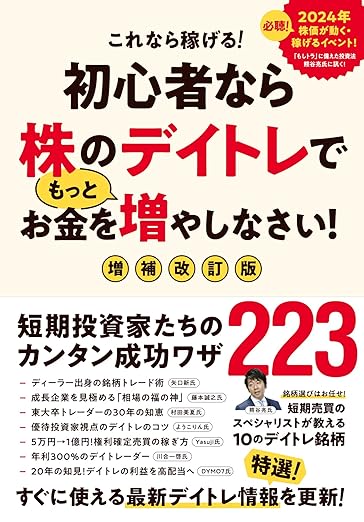 これなら稼げる!
必聴!
2024年
株価が動く・
稼げるイベント!
「もしトラ」に備えた投資法
熊谷亮氏に訊く!
初心者なら
株のデイトレで
もっと
お金を増やしなさい!
増補改訂版
短期投資家たちの
カンタン成功ワザ
223
– ディーラー出身の銘柄トレード術 矢口新氏
– 成長企業を見極める「相場の福の神」 藤本誠之氏
– 東大卒トレーダーの30年の知恵 村田美夏氏
– 優待投資家視点のデイトレのコツ ようこりん氏
– 5万円→1億円!権利確定売買の稼ぎ方 Yasuji氏
– 年利300%のデイトレーダー 川合一啓氏
– 20年の知見!デイトレの利益を高配当へ DYMO7氏
熊谷亮氏
銘柄選びはお任せ!
短期売買の
スペシャリストが教える
10のデイトレ銘柄
特選!
すぐに使える最新デイトレ情報を更新!